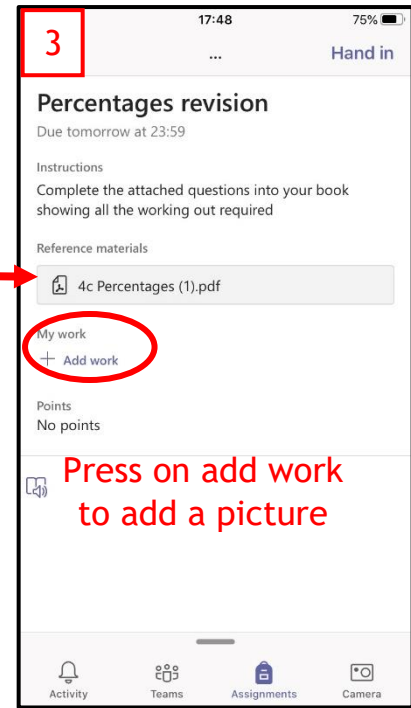 3
17:48
75%
...
Hand in
Percentages revision
Due tomorrow at 23:59
Instructions
Complete the attached questions into your book
showing all the working out required
Reference materials
4c Percentages (1).pdf
My work
+ Add work
Points
No points
Press on add work
to add a picture
Activity
Teams
Assignments
Camera